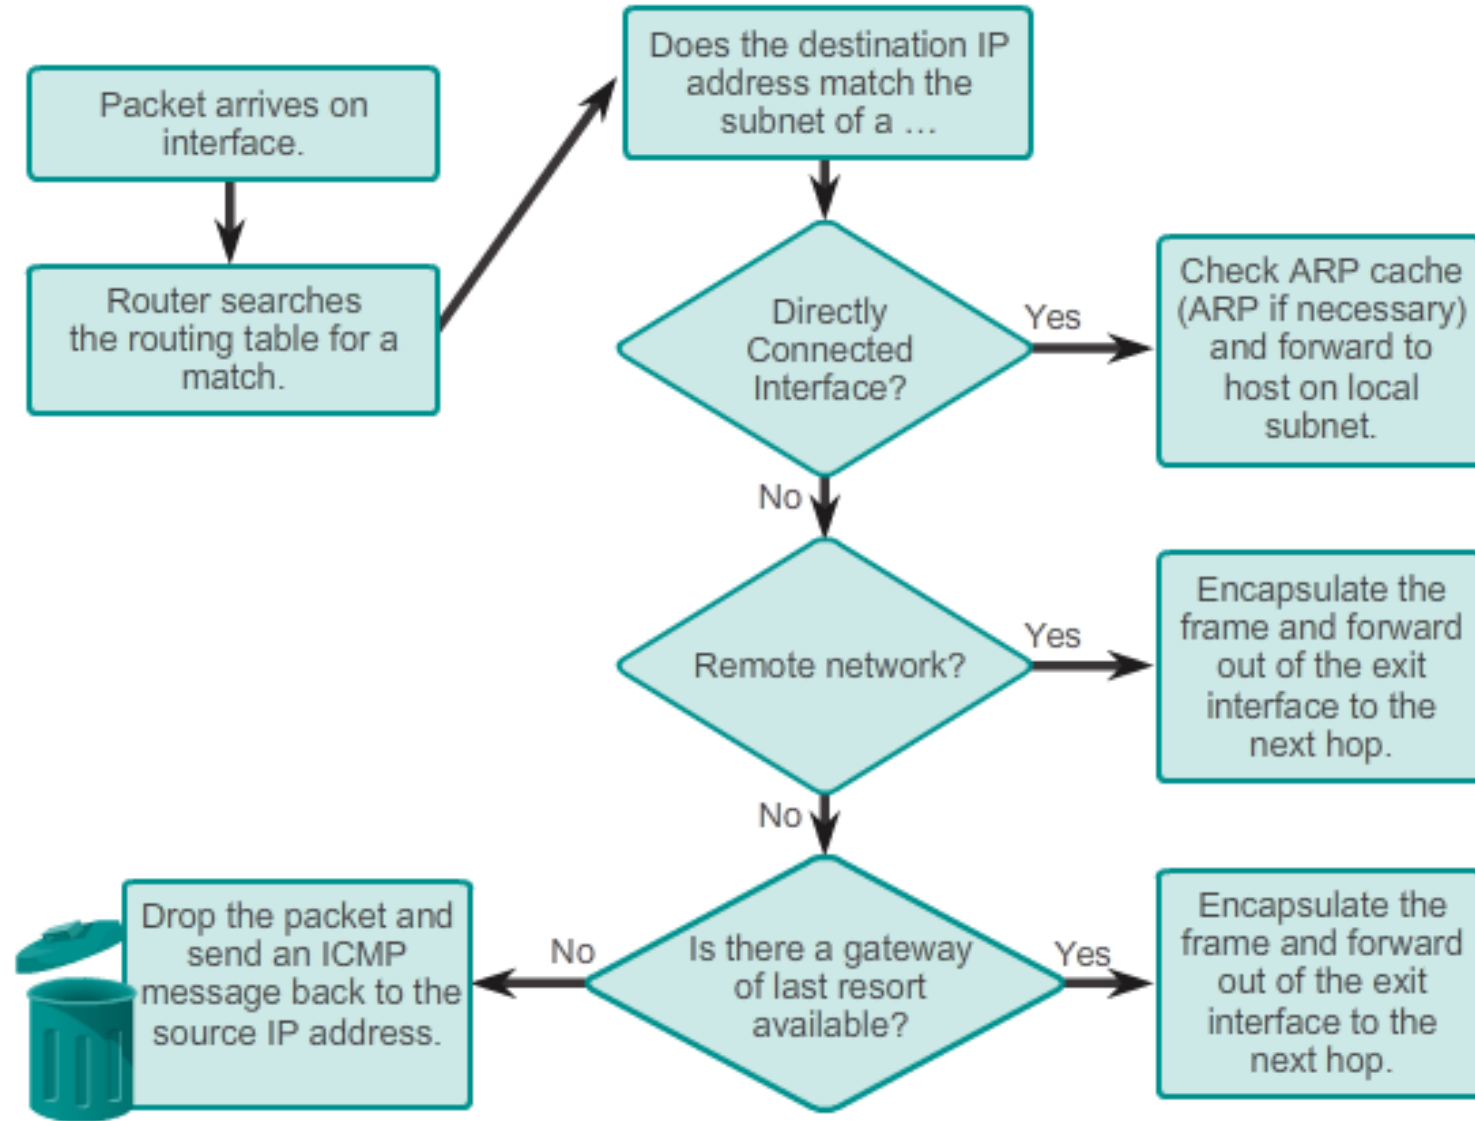 Packet arrives on
interface.
Router searches
the routing table for a
match.
Does the destination IP
address match the
subnet of a …
Directly
Connected
Interface?
Yes
Check ARP cache
(ARP if necessary)
and forward to
host on local
subnet.
No
Remote network?
Yes
Encapsulate the
frame and forward
out of the exit
interface to the
next hop.
No
Is there a gateway
of last resort
available?
Yes
Encapsulate the
frame and forward
out of the exit
interface to the
next hop.
No
Drop the packet and
send an ICMP
message back to the
source IP address.